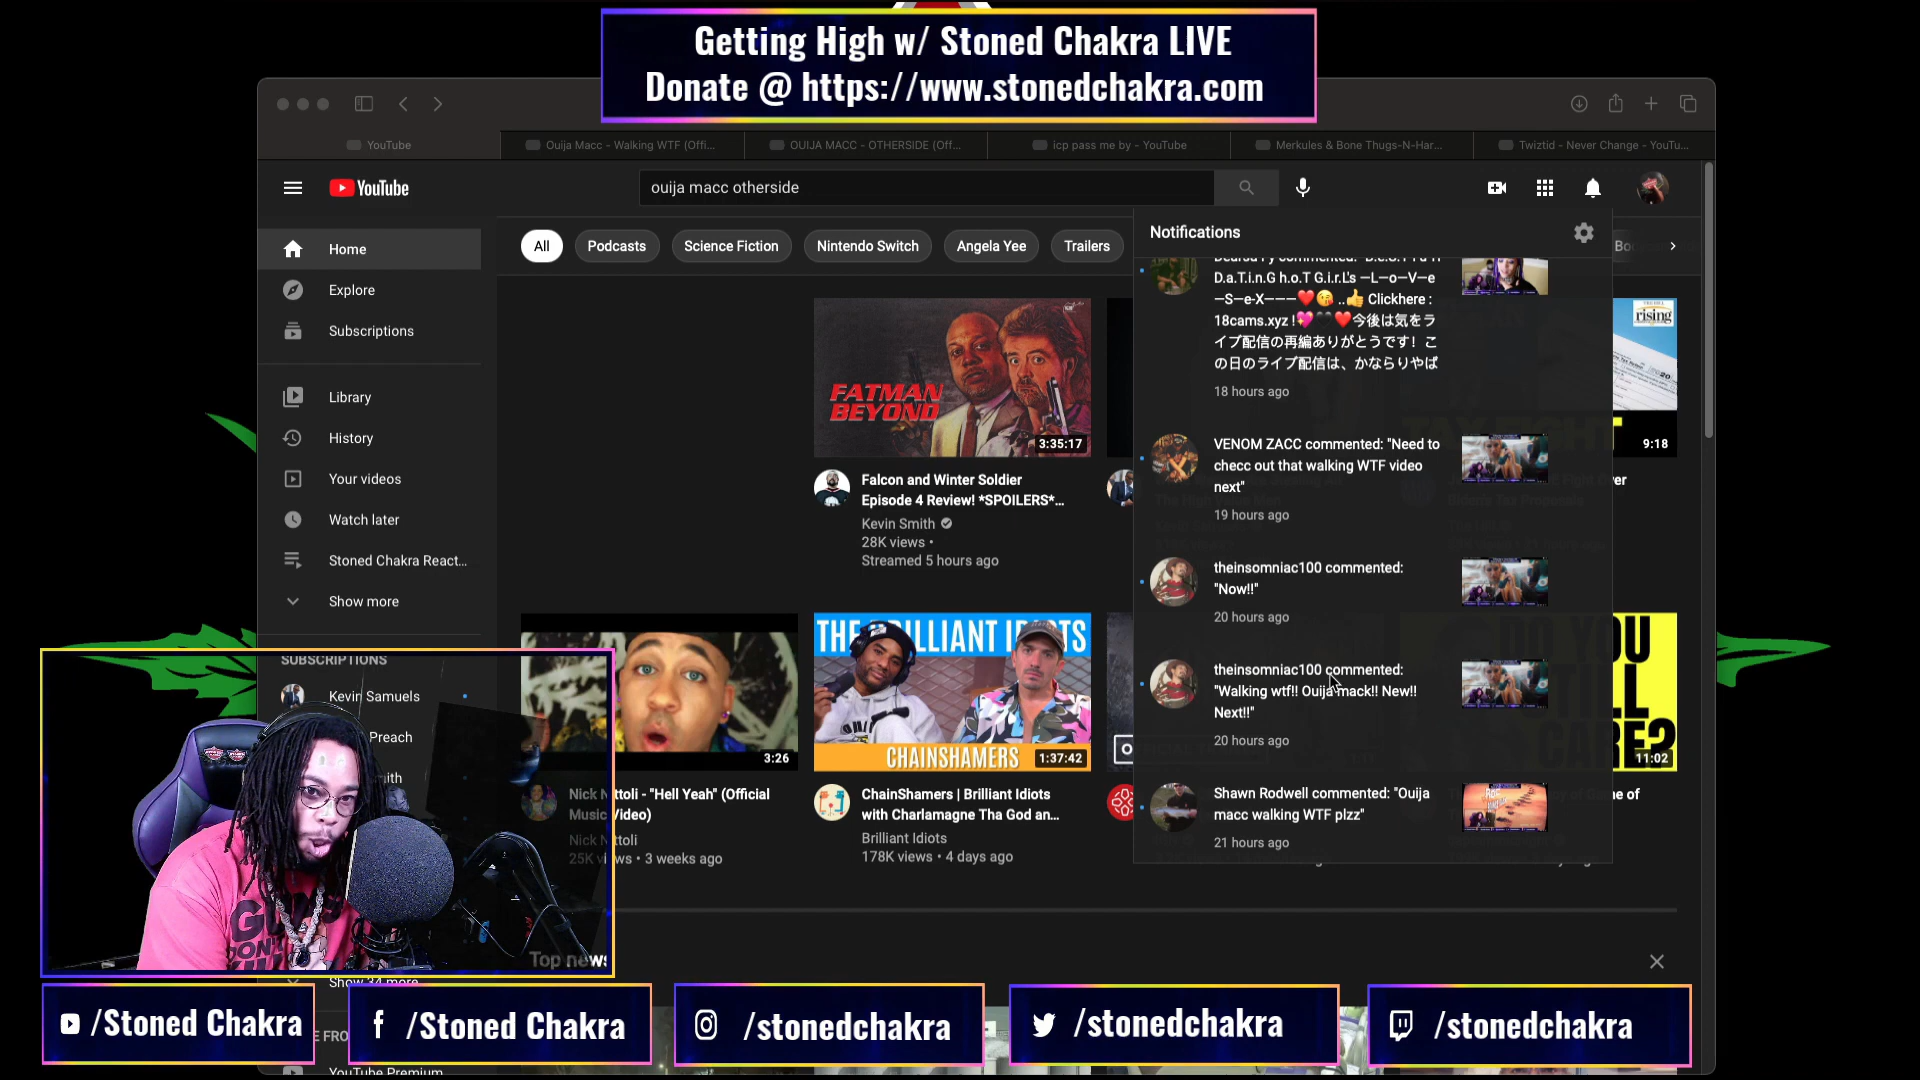 Getting High w/ Stoned Chakra LIVE
Donate @ https://www.stonedchakra.com
YouTube
Ouija Macc - Walking WTF (Offi...
OUIJA MACC - OTHERSIDE (Off...
icp pass me by - YouTube
Merkules & Bone Thugs-N-Har...
Twiztid - Never Change - YouTu...
YouTube
ouija macc otherside
Home
Explore
Subscriptions
Library
History
Your videos
Watch later
Stoned Chakra React...
Show more
SUBSCRIPTIONS
Kevin Samuels
Preach
All
Podcasts
Science Fiction
Nintendo Switch
Angela Yee
Trailers
FATMAN
BEYOND
3:35:17
Falcon and Winter Soldier
Episode 4 Review! *SPOILERS*...
Kevin Smith
28K views •
Streamed 5 hours ago
3:26
"Hell Yeah" (Official
Music
3 weeks ago
CHAINSHAMERS
1:37:42
ChainShamers | Brilliant Idiots
with Charlamagne Tha God an...
Brilliant Idiots
178K views • 4 days ago
Notifications
D.a.T.i.n.G h.o.T G.i.r.L's —L—o—V—e
—S—e-X———❤️😘 ..👍 Clickhere :
18cams.xyz !💖🖤❤️今後は気をラ
イブ配信の再編ありがとうです！こ
の日のライブ配信は、かならりやば
18 hours ago
VENOM ZACC commented: "Need to
checc out that walking WTF video
next"
19 hours ago
theinsomniac100 commented:
"Now!!"
20 hours ago
theinsomniac100 commented:
"Walking wtf!! Ouija mack!! New!!
Next!!"
20 hours ago
Shawn Rodwell commented: "Ouija
macc walking WTF plzz"
21 hours ago
rising
9:18
YOU
11:02
Top news
/Stoned Chakra
/Stoned Chakra
/stonedchakra
/stonedchakra
/stonedchakra
YouTube Premium